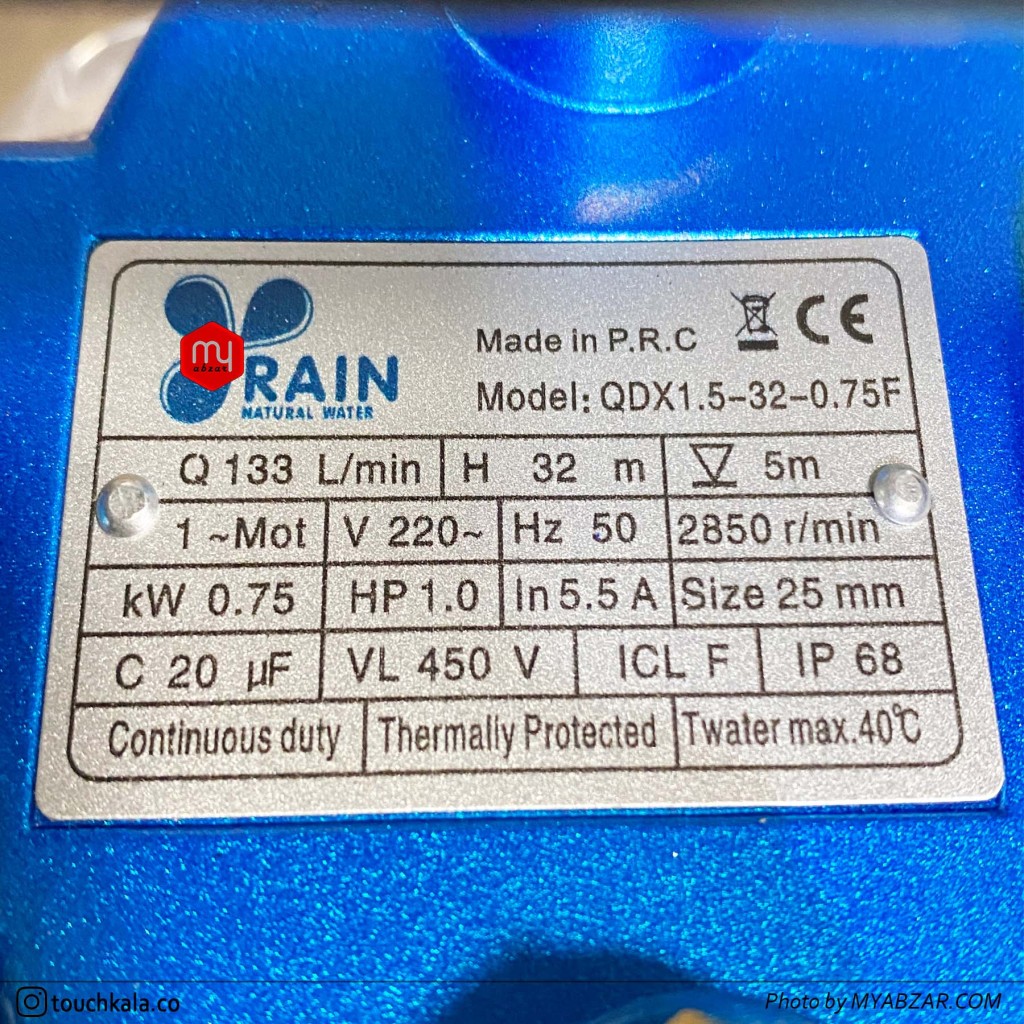 my
abzar
RAIN
NATURAL WATER
Made in P.R.C
CE
Model: QDX1.5-32-0.75F
Q 133 L/min H 32 m 5m
1 ~Mot V 220~ Hz 50 2850 r/min
kW 0.75 HP 1.0 In 5.5 A Size 25 mm
C 20 µF VL 450 V ICL F IP 68
Continuous duty Thermally Protected Twater max.40℃
touchkala.co
Photo by MYABZAR.COM